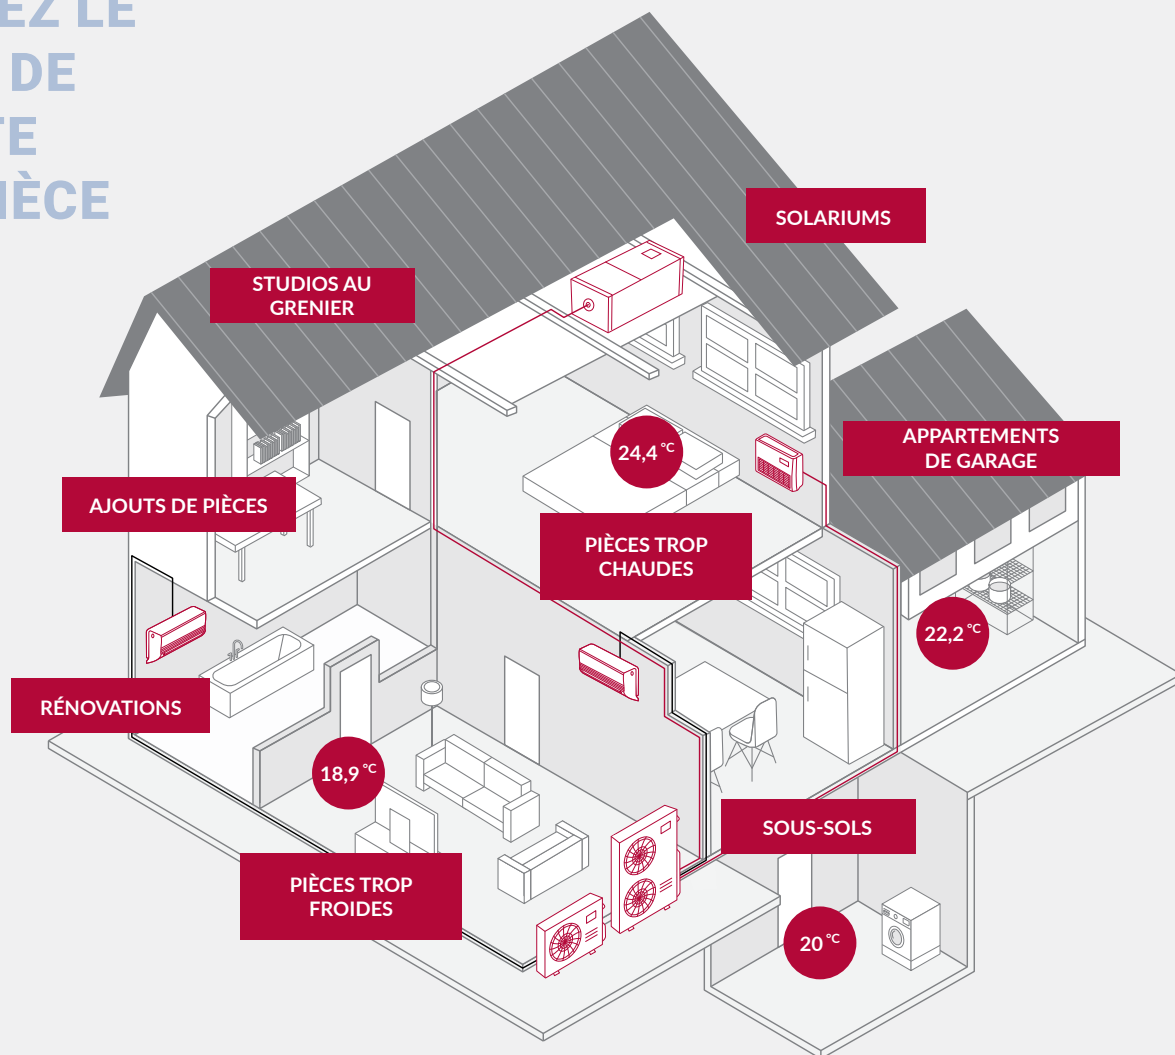 EZ LE
DE
TE
IÈCE
SOLARIUMS
STUDIOS AU
GRENIER
24,4 °C
APPARTEMENTS
DE GARAGE
AJOUTS DE PIÈCES
PIÈCES TROP
CHAUDES
22,2 °C
RÉNOVATIONS
18,9 °C
SOUS-SOLS
PIÈCES TROP
FROIDES
20 °C